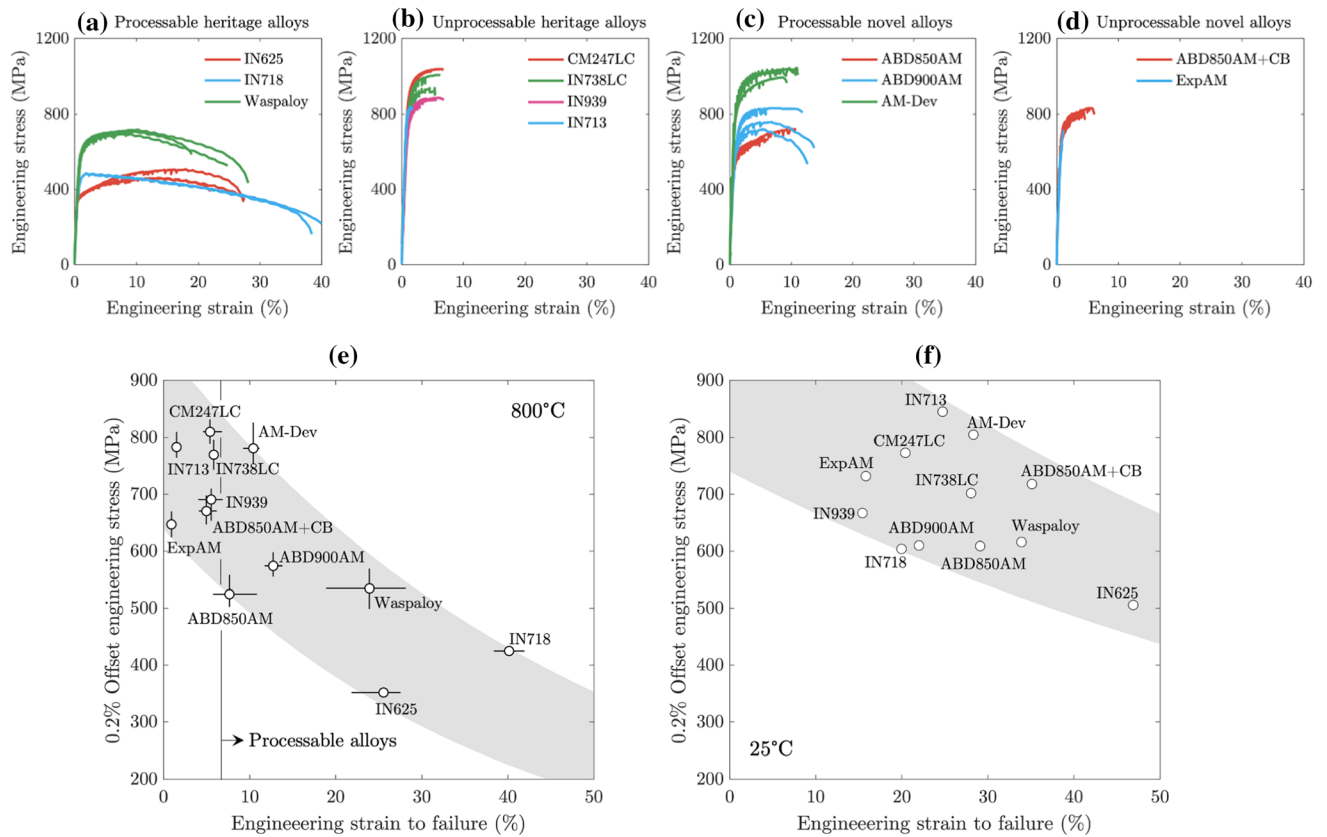 (a) Processable heritage alloys
1200
800
400
0
Engineering stress (MPa)
IN625
IN718
Waspaloy
0 10 20 30 40
Engineering strain (%)
(b) Unprocessable heritage alloys
1200
800
400
0
Engineering stress (MPa)
CM247LC
IN738LC
IN939
IN713
0 10 20 30 40
Engineering strain (%)
(c) Processable novel alloys
1200
800
400
0
Engineering stress (MPa)
ABD850AM
ABD900AM
AM-Dev
0 10 20 30 40
Engineering strain (%)
(d) Unprocessable novel alloys
1200
800
400
0
Engineering stress (MPa)
ABD850AM+CB
ExpAM
0 10 20 30 40
Engineering strain (%)
(e)
900
800
700
600
500
400
300
200
0.2% Offset engineering stress (MPa)
800°C
CM247LC
AM-Dev
IN713
IN738LC
IN939
ABD850AM+CB
ExpAM
ABD900AM
ABD850AM
Waspaloy
IN718
IN625
Processable alloys
0 10 20 30 40 50
Engineeering strain to failure (%)
(f)
900
800
700
600
500
400
300
200
0.2% Offset engineering stress (MPa)
IN713
AM-Dev
CM247LC
ExpAM
IN738LC
ABD850AM+CB
IN939
ABD900AM
Waspaloy
IN718
ABD850AM
IN625
25°C
0 10 20 30 40 50
Engineeering strain to failure (%)